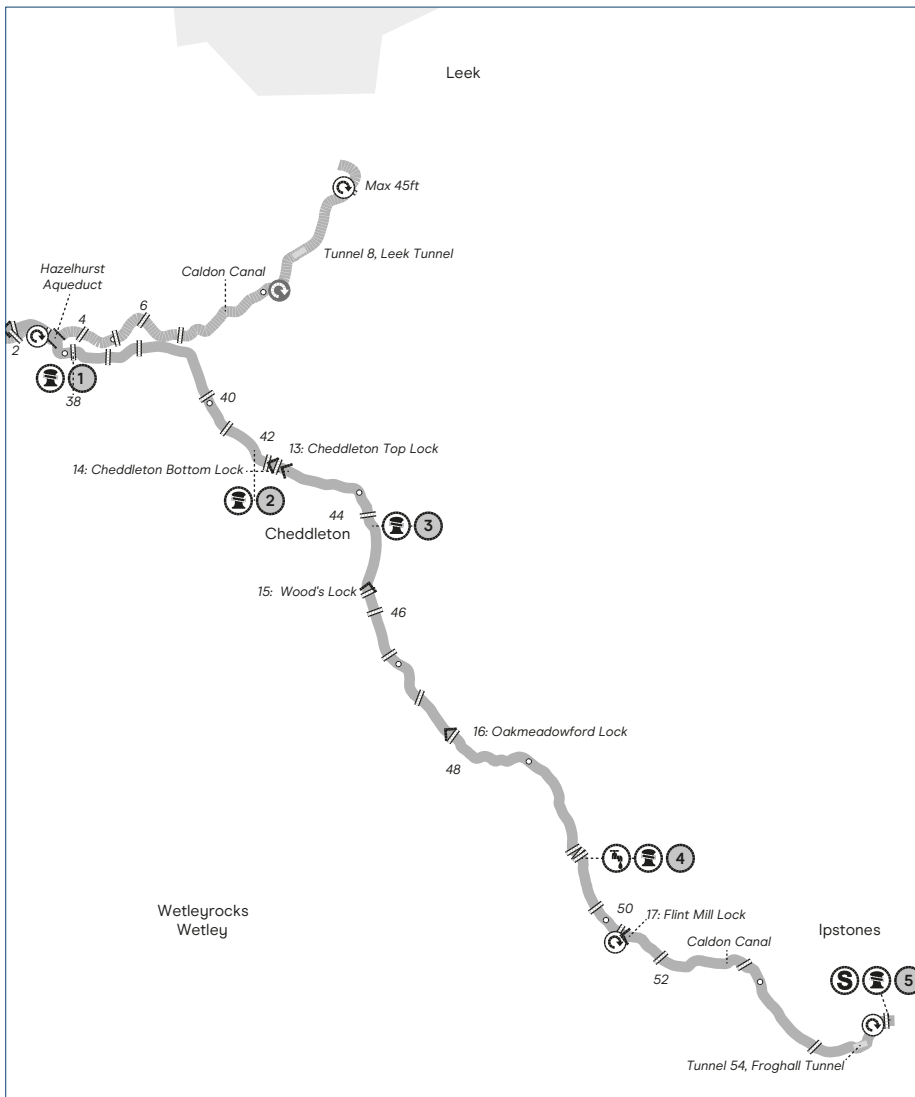 Leek
Max 45ft
Tunnel 8, Leek Tunnel
Hazelhurst
Aqueduct
Caldon Canal
6
4
2
1
38
40
42
13: Cheddleton Top Lock
14: Cheddleton Bottom Lock
2
44
3
Cheddleton
15: Wood's Lock
46
16: Oakmeadowford Lock
48
4
Wetleyrocks
Wetley
50
17: Flint Mill Lock
Caldon Canal
Ipstones
52
S
5
Tunnel 54, Froghall Tunnel